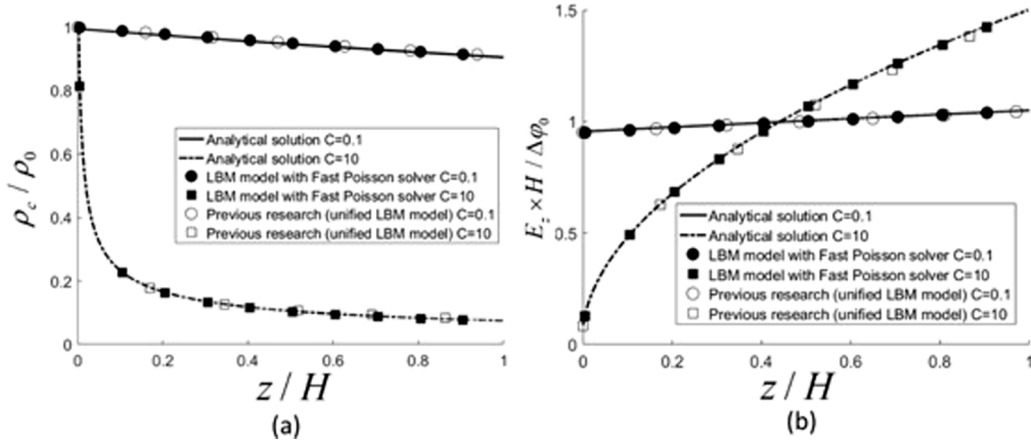 1
0.8
0.6
0.4
0.2
0
ρc / ρ0
Analytical solution C=0.1
Analytical solution C=10
LBM model with Fast Poisson solver C=0.1
LBM model with Fast Poisson solver C=10
Previous research (unified LBM model) C=0.1
Previous research (unified LBM model) C=10
0 0.2 0.4 0.6 0.8 1
z / H
(a)
1.5
1
0.5
0
Ez × H / Δφ0
Analytical solution C=0.1
Analytical solution C=10
LBM model with Fast Poisson solver C=0.1
LBM model with Fast Poisson solver C=10
Previous research (unified LBM model) C=0.1
Previous research (unified LBM model) C=10
0 0.2 0.4 0.6 0.8 1
z / H
(b)